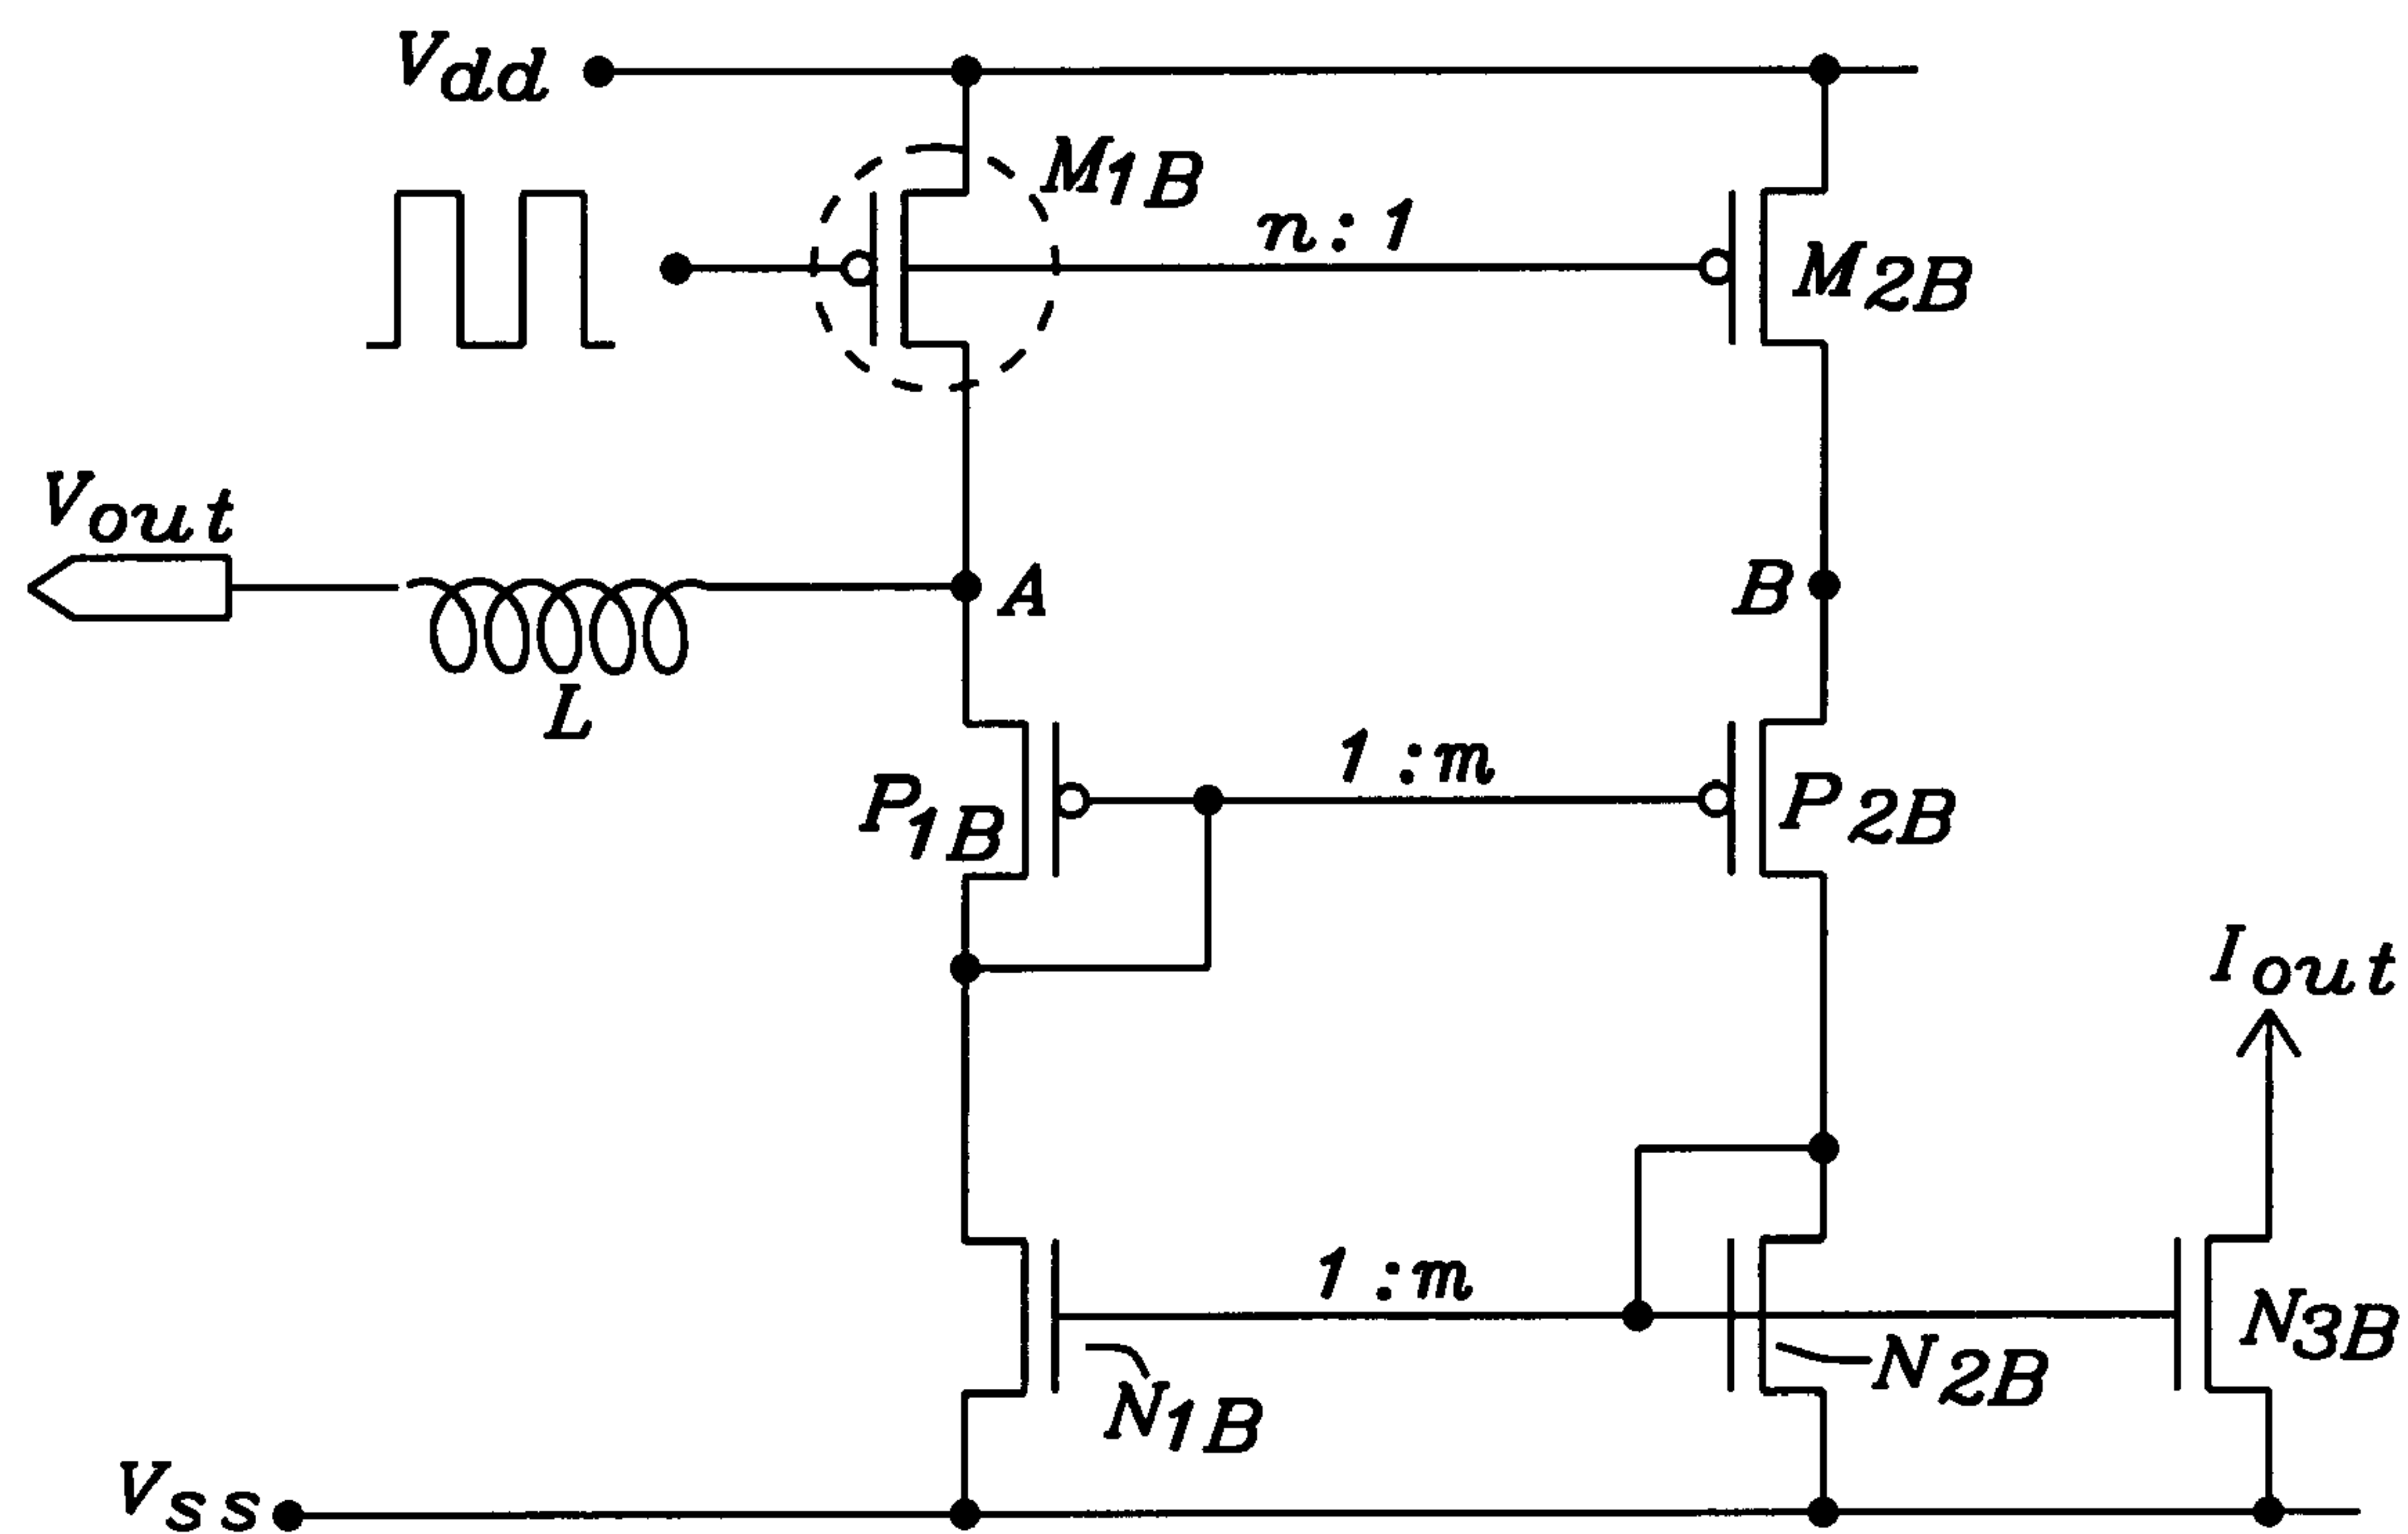 Vdd
M1B
n:1
M2B
Vout
A
B
L
1:m
P1B
P2B
Iout
1:m
N3B
N2B
N1B
Vss